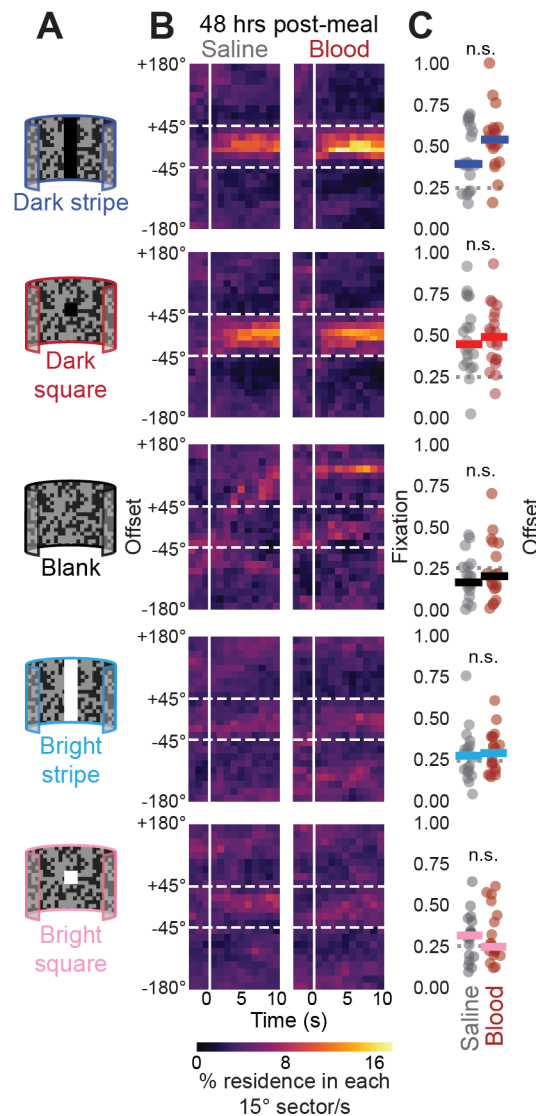 A
B
48 hrs post-meal
C
Saline
Blood
n.s.
+180°
+45°
-45°
-180°
1.00
0.75
0.50
0.25
0.00
Dark stripe
n.s.
+180°
+45°
-45°
-180°
1.00
0.75
0.50
0.25
0.00
Dark
square
n.s.
+180°
+45°
-45°
-180°
Offset
Fixation
Offset
1.00
0.75
0.50
0.25
0.00
Blank
n.s.
+180°
+45°
-45°
-180°
1.00
0.75
0.50
0.25
0.00
Bright
stripe
n.s.
+180°
+45°
-45°
-180°
1.00
0.75
0.50
0.25
0.00
Bright
square
0 5 10 0 5 10
Time (s)
Saline
Blood
0 8 16
% residence in each
15° sector/s